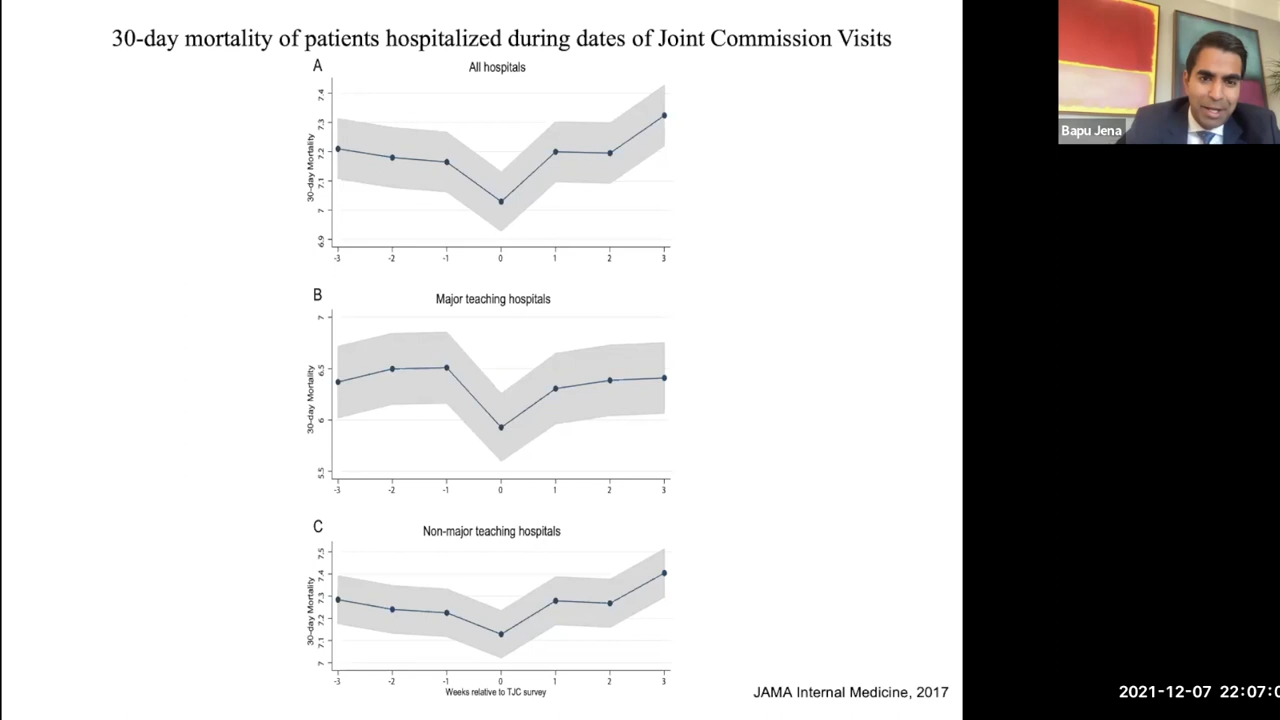 30-day mortality of patients hospitalized during dates of Joint Commission Visits
A
All hospitals
30-day Mortality
7.4
7.3
7.2
7.1
7
6.9
-3 -2 -1 0 1 2 3
B
Major teaching hospitals
30-day Mortality
7
6.5
6
5.5
-3 -2 -1 0 1 2 3
C
Non-major teaching hospitals
30-day Mortality
7.5
7.4
7.3
7.2
7.1
7
-3 -2 -1 0 1 2 3
Weeks relative to TJC survey
JAMA Internal Medicine, 2017
Bapu Jena
2021-12-07 22:07:0